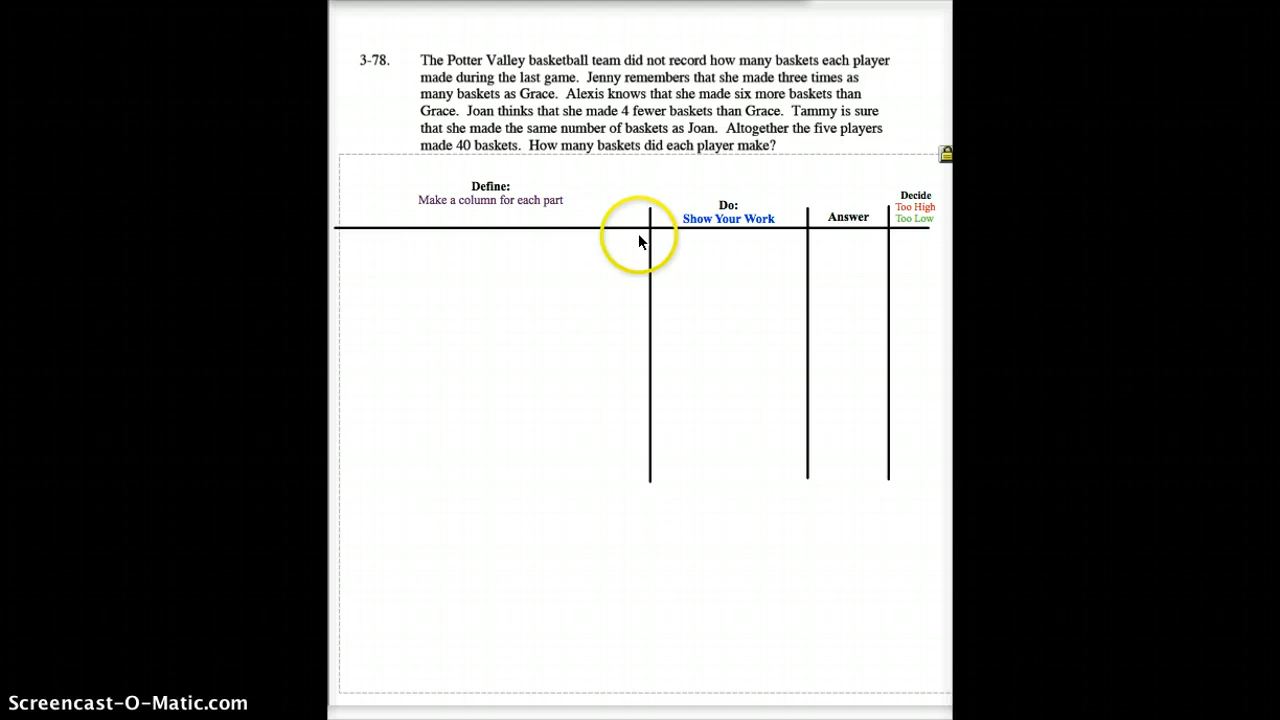 3-78. The Potter Valley basketball team did not record how many baskets each player
made during the last game. Jenny remembers that she made three times as
many baskets as Grace. Alexis knows that she made six more baskets than
Grace. Joan thinks that she made 4 fewer baskets than Grace. Tammy is sure
that she made the same number of baskets as Joan. Altogether the five players
made 40 baskets. How many baskets did each player make?
Define:
Make a column for each part
Do:
Show Your Work
Answer
Decide
Too High
Too Low
Screencast-O-Matic.com